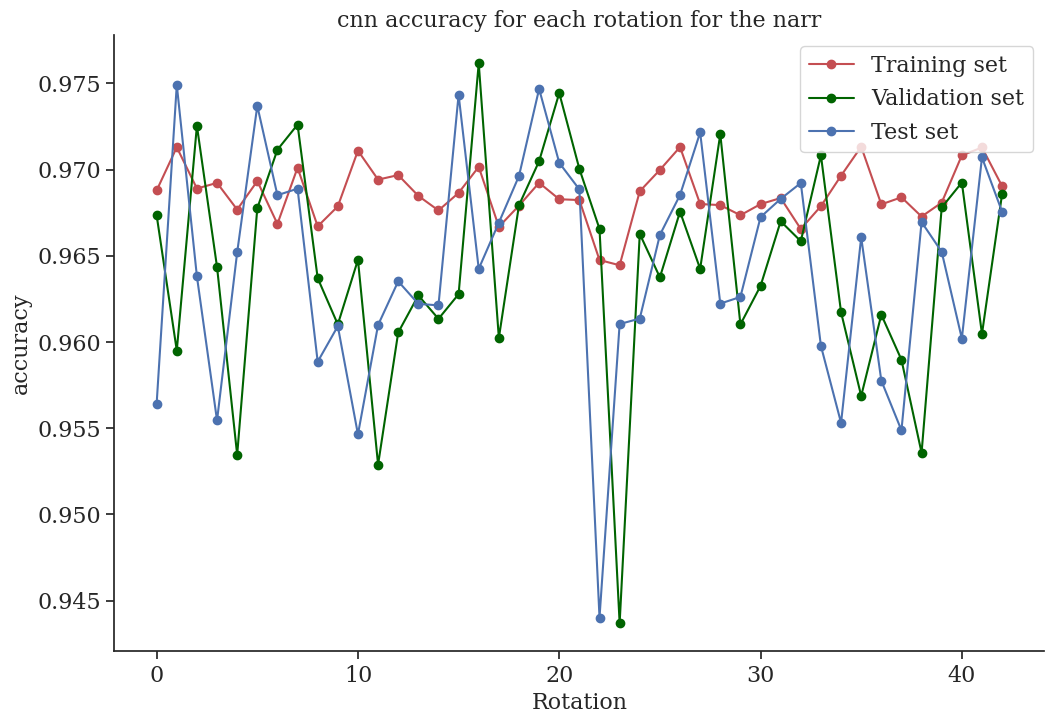 cnn accuracy for each rotation for the narr
Training set
Validation set
Test set
0.975
0.970
0.965
0.960
0.955
0.950
0.945
accuracy
0 10 20 30 40
Rotation